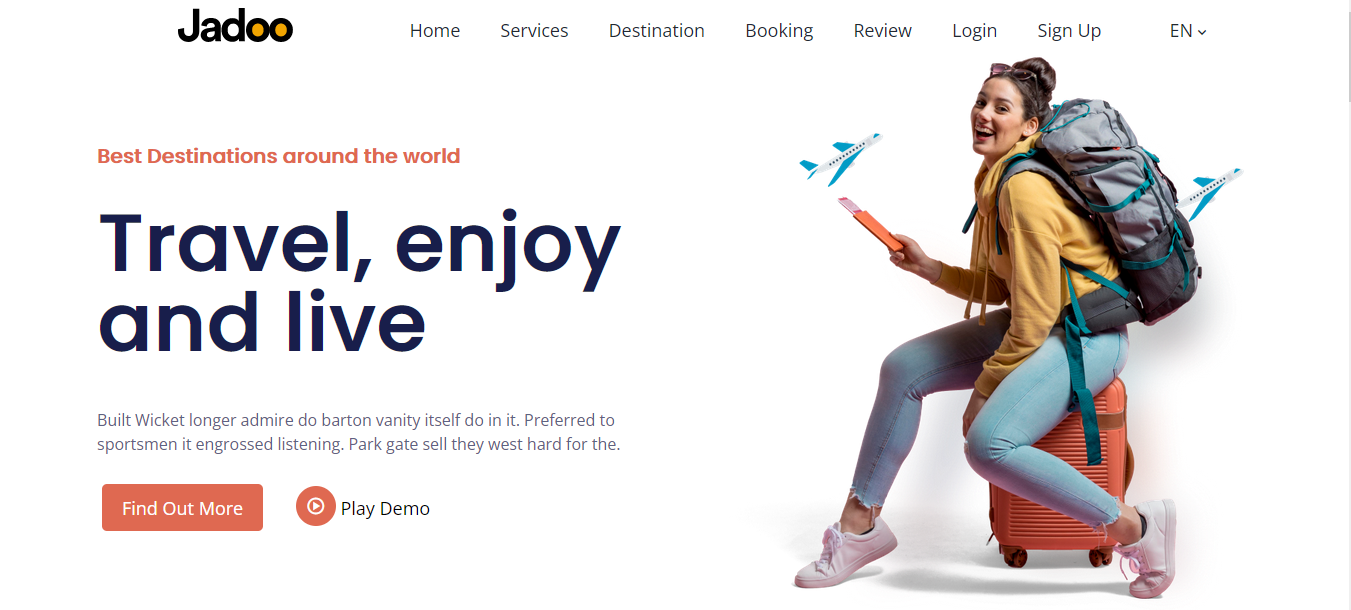 Jadoo
Home Services Destination Booking Review Login Sign Up EN
Best Destinations around the world
Travel, enjoy
and live
Built Wicket longer admire do barton vanity itself do in it. Preferred to
sportsmen it engrossed listening. Park gate sell they west hard for the.
Find Out More Play Demo